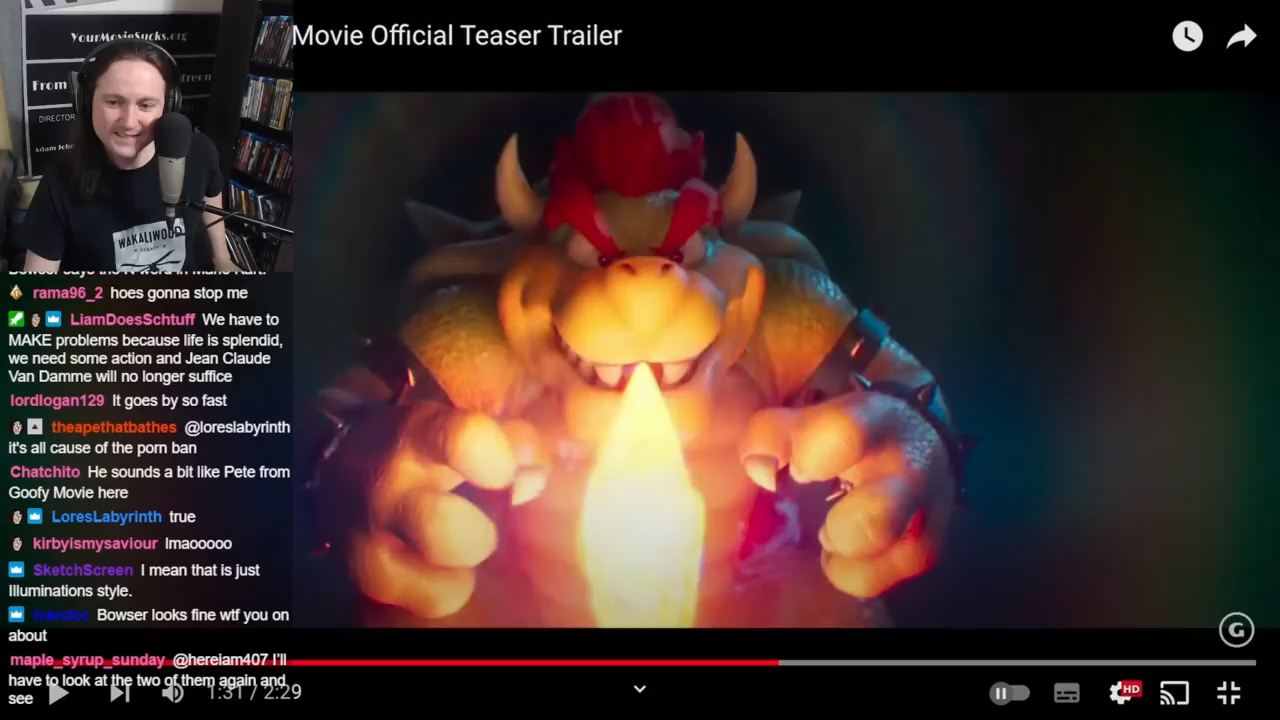 Movie Official Teaser Trailer
YourMovieSucks.org
From
DIRECTOR
Adam John
WAKALIWOOD
rama96_2 hoes gonna stop me
LiamDoesSchtuff We have to
MAKE problems because life is splendid,
we need some action and Jean Claude
Van Damme will no longer suffice
lordlogan129 It goes by so fast
theapethatbathes @loreslabyrinth
it's all cause of the porn ban
Chatchito He sounds a bit like Pete from
Goofy Movie here
LoresLabyrinth true
kirbyismysaviour lmaooooo
SketchScreen I mean that is just
Illuminations style.
Bowser looks fine wtf you on
about
maple_syrup_sunday @hereiam407 I'll
have to look at the two of them again and
see
1:31 / 2:29
HD
G